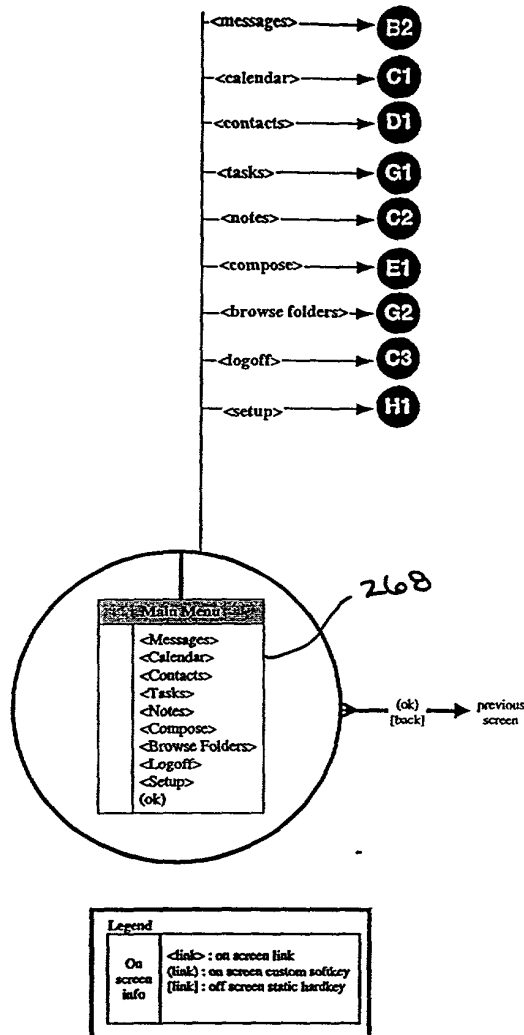 <messages>
B2
<calendar>
C1
<contacts>
D1
<tasks>
G1
<notes>
C2
<compose>
E1
<browse folders>
G2
<logoff>
C3
<setup>
H1
Main Menu
268
<Messages>
<Calendar>
<Contacts>
<Tasks>
<Notes>
<Compose>
<Browse Folders>
<Logoff>
<Setup>
(ok)
(ok)
[back]
previous
screen
Legend
On
screen
info
<link> : on screen link
(link) : on screen custom softkey
[link] : off screen static hardkey